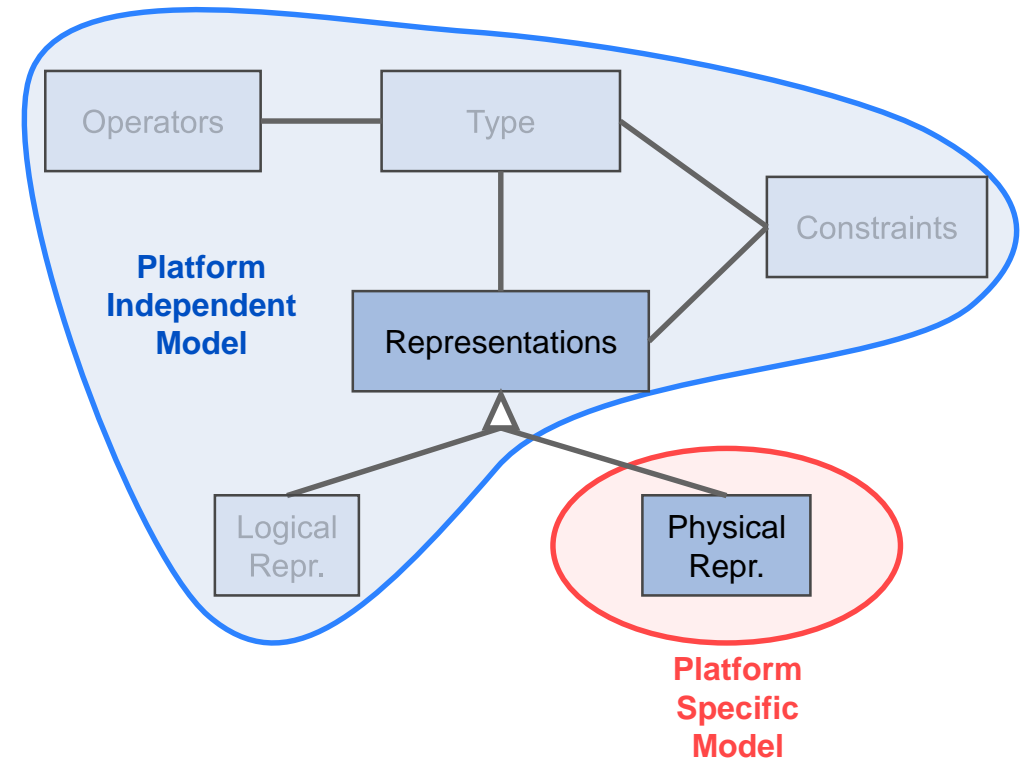 Operators
Type
Constraints
Platform
Independent
Model
Representations
Logical
Repr.
Physical
Repr.
Platform
Specific
Model